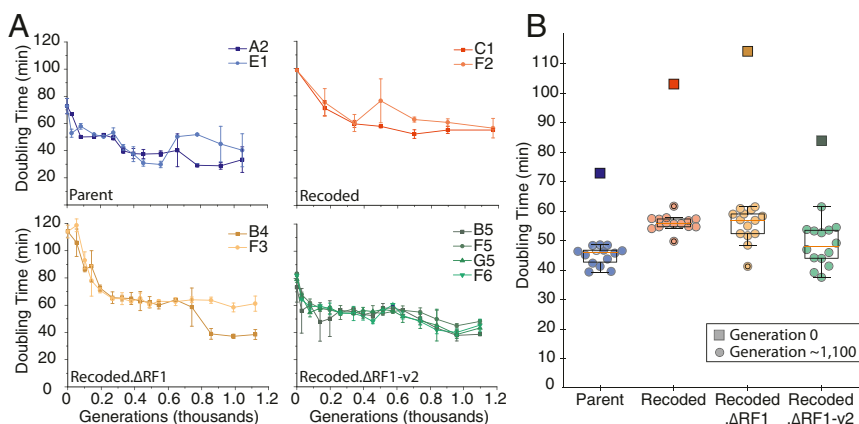 A
B
120
100
80
60
40
20
Doubling Time (min)
A2
E1
Parent
C1
F2
Recoded
120
100
80
60
40
20
0
Doubling Time (min)
B4
F3
Recoded.ΔRF1
0 0.2 0.4 0.6 0.8 1.0 1.2
Generations (thousands)
B5
F5
G5
F6
Recoded.ΔRF1-v2
0 0.2 0.4 0.6 0.8 1.0 1.2
Generations (thousands)
110
100
90
80
70
60
50
40
30
20
10
0
Doubling Time (min)
Generation 0
Generation ~1,100
Parent
Recoded
Recoded
.ΔRF1
Recoded
.ΔRF1-v2